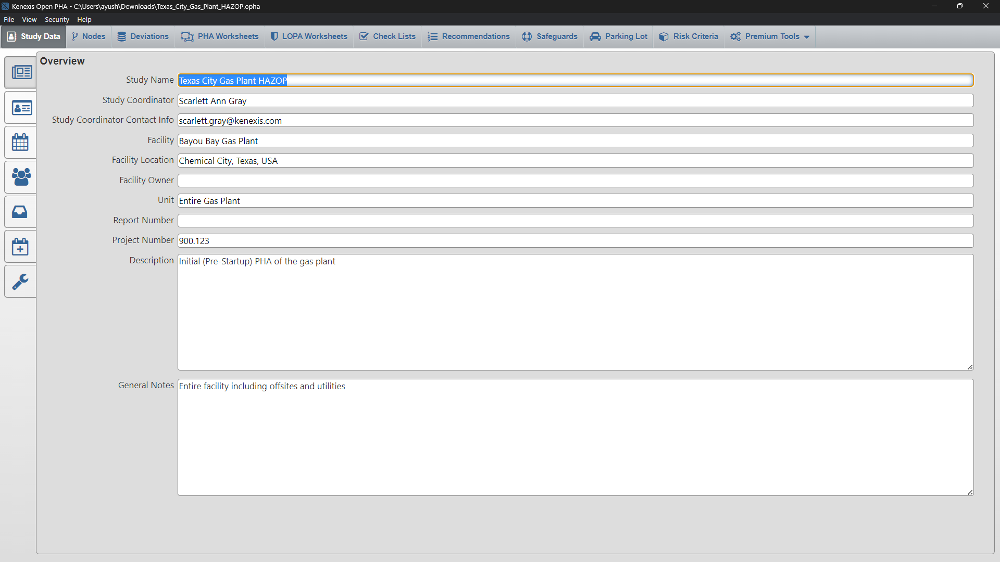 Kenexis Open PHA - C:\Users\ayush\Downloads\Texas_City_Gas_Plant_HAZOP.opha
File View Security Help
Study Data Nodes Deviations PHA Worksheets LOPA Worksheets Check Lists Recommendations Safeguards Parking Lot Risk Criteria Premium Tools
Overview
Study Name Texas City Gas Plant HAZOP
Study Coordinator Scarlett Ann Gray
Study Coordinator Contact Info scarlett.gray@kenexis.com
Facility Bayou Bay Gas Plant
Facility Location Chemical City, Texas, USA
Facility Owner
Unit Entire Gas Plant
Report Number
Project Number 900.123
Description Initial (Pre-Startup) PHA of the gas plant
General Notes Entire facility including offsites and utilities